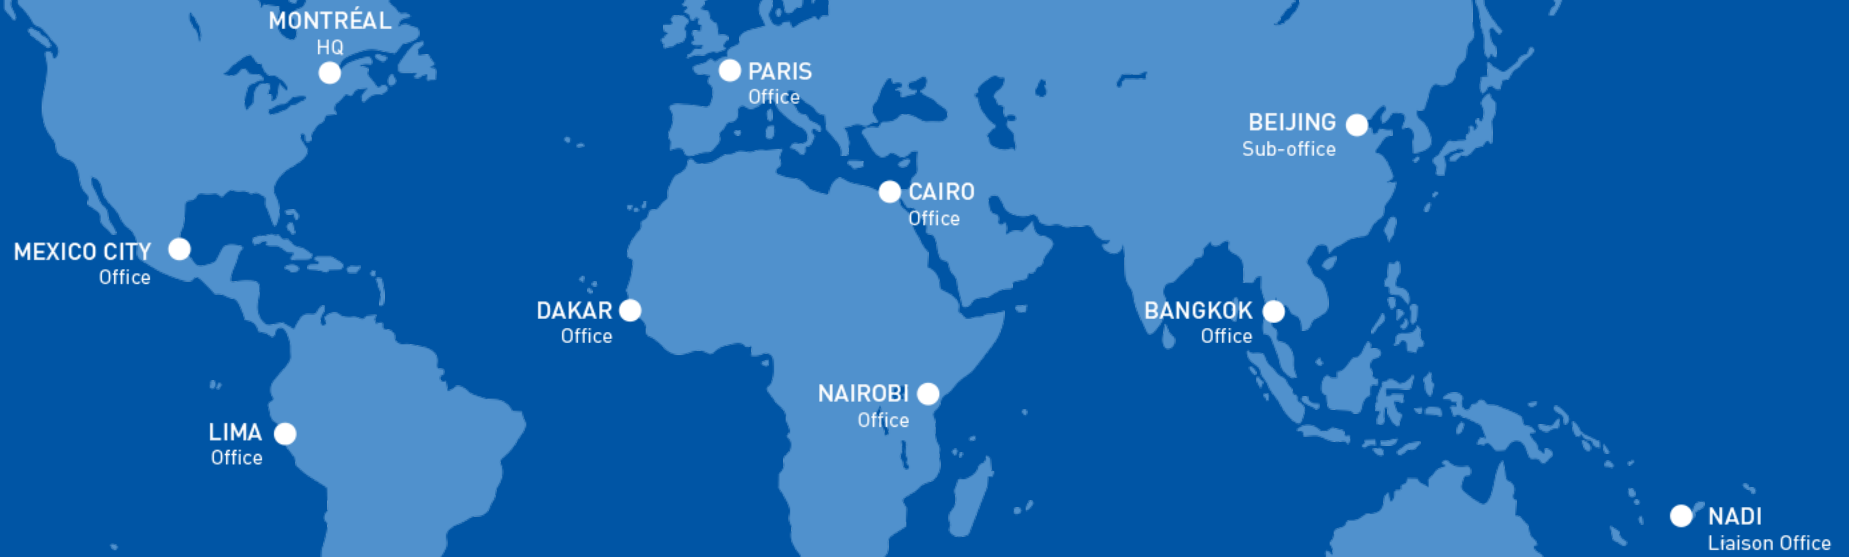 MONTRÉAL
HQ
PARIS
Office
BEIJING
Sub-office
CAIRO
Office
MEXICO CITY
Office
DAKAR
Office
BANGKOK
Office
NAIROBI
Office
LIMA
Office
NADI
Liaison Office